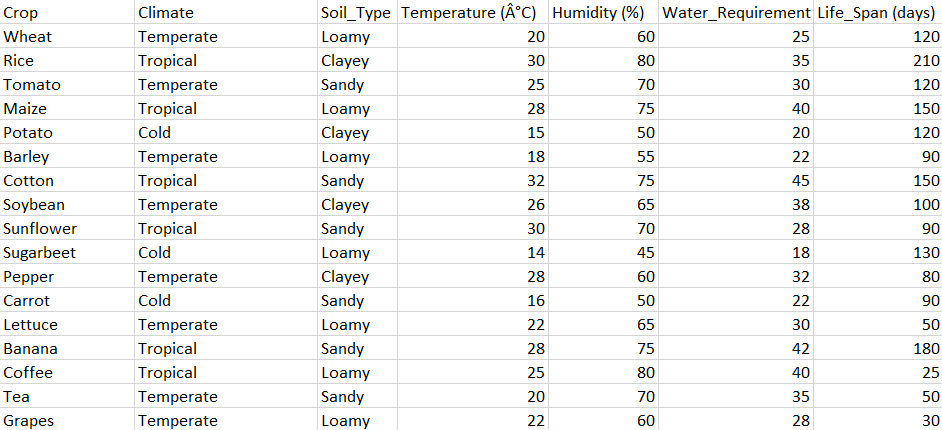 Crop Climate Soil_Type Temperature (Â°C) Humidity (%) Water_Requirement Life_Span (days)
Wheat Temperate Loamy 20 60 25 120
Rice Tropical Clayey 30 80 35 210
Tomato Temperate Sandy 25 70 30 120
Maize Tropical Loamy 28 75 40 150
Potato Cold Clayey 15 50 20 120
Barley Temperate Loamy 18 55 22 90
Cotton Tropical Sandy 32 75 45 150
Soybean Temperate Clayey 26 65 38 100
Sunflower Tropical Sandy 30 70 28 90
Sugarbeet Cold Loamy 14 45 18 130
Pepper Temperate Clayey 28 60 32 80
Carrot Cold Sandy 16 50 22 90
Lettuce Temperate Loamy 22 65 30 50
Banana Tropical Sandy 28 75 42 180
Coffee Tropical Loamy 25 80 40 25
Tea Temperate Sandy 20 70 35 50
Grapes Temperate Loamy 22 60 28 30